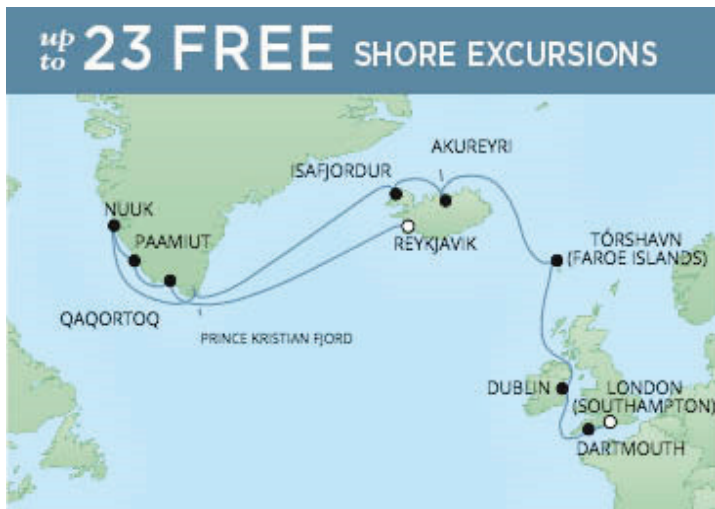 up to 23 FREE SHORE EXCURSIONS
AKUREYRI
ISAFJORDUR
NUUK
PAAMIUT
REYKJAVIK
TÓRSHAVN
(FAROE ISLANDS)
QAQORTOQ
PRINCE KRISTIAN FJORD
DUBLIN
LONDON
(SOUTHAMPTON)
DARTMOUTH